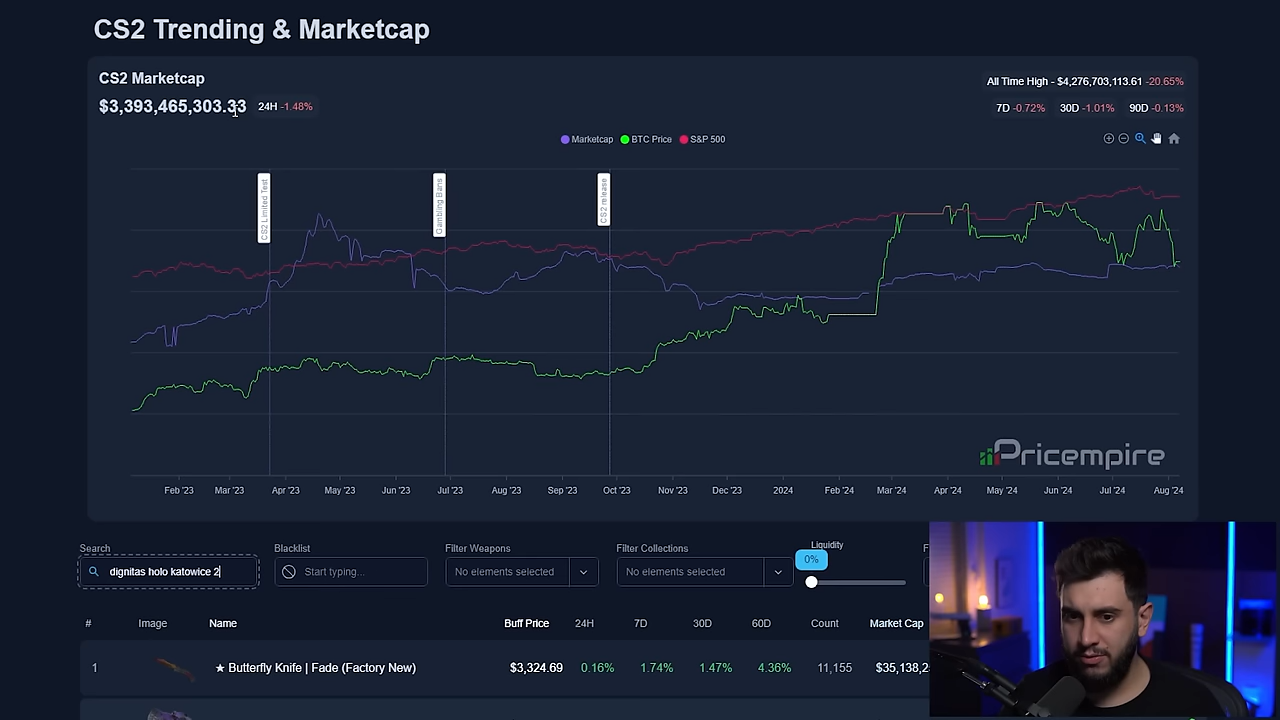 CS2 Trending & Marketcap
CS2 Marketcap
$3,393,465,303.33 24H -1.48%
All Time High - $4,276,703,113.61 -20.65%
7D -0.72% 30D -1.01% 90D -0.13%
Marketcap BTC Price S&P 500
CS2 Limited Test
Gambling Bans
CS2 release
Pricempire
Feb '23 Mar '23 Apr '23 May '23 Jun '23 Jul '23 Aug '23 Sep '23 Oct '23 Nov '23 Dec '23 2024 Feb '24 Mar '24 Apr '24 May '24 Jun '24 Jul '24 Aug '24
Search Blacklist Filter Weapons Filter Collections Liquidity F
dignitas holo katowice 2 Start typing... No elements selected No elements selected 0%
# Image Name Buff Price 24H 7D 30D 60D Count Market Cap
1 ★ Butterfly Knife | Fade (Factory New) $3,324.69 0.16% 1.74% 1.47% 4.36% 11,155 $35,138,2